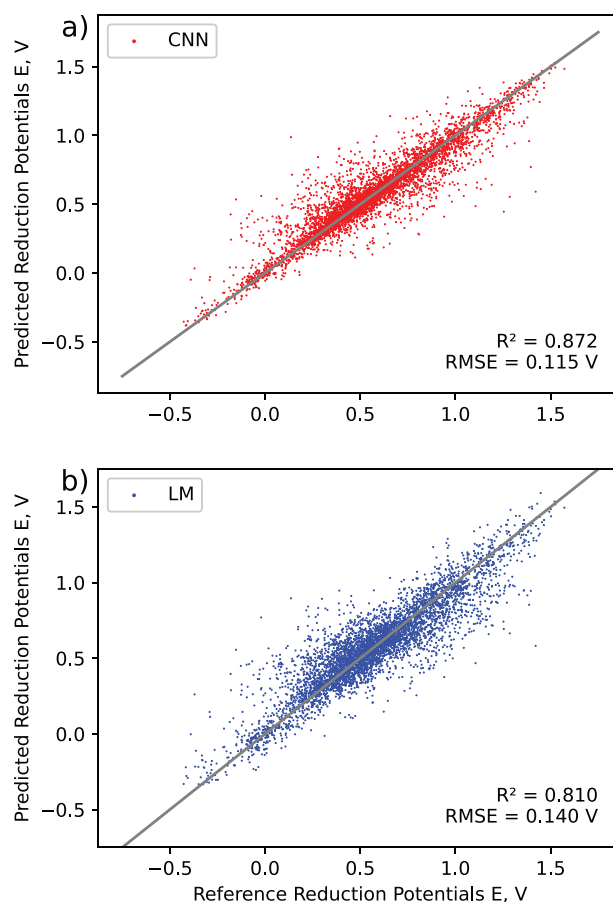 a)
CNN
Predicted Reduction Potentials E, V
1.5
1.0
0.5
0.0
−0.5
R² = 0.872
RMSE = 0.115 V
−0.5 0.0 0.5 1.0 1.5
b)
LM
Predicted Reduction Potentials E, V
1.5
1.0
0.5
0.0
−0.5
R² = 0.810
RMSE = 0.140 V
−0.5 0.0 0.5 1.0 1.5
Reference Reduction Potentials E, V